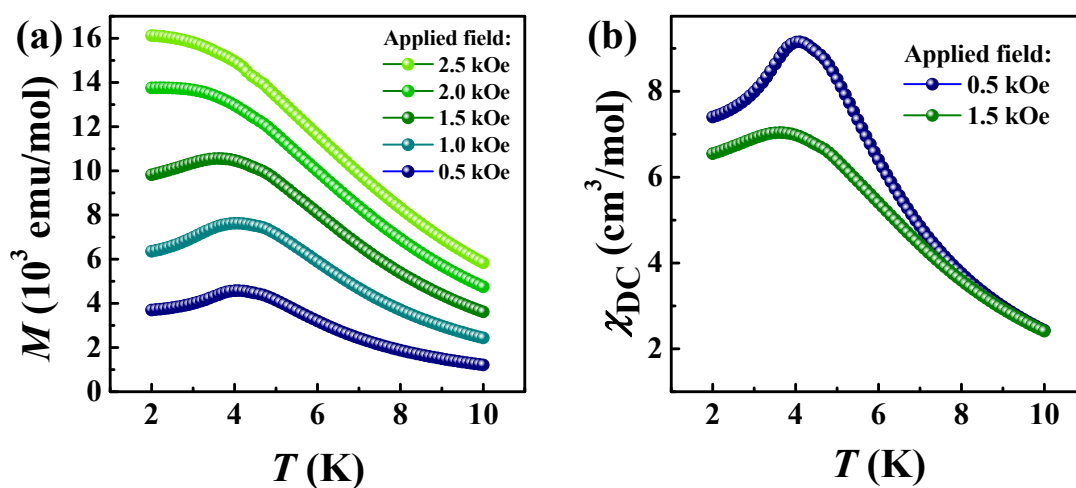 (a)
Applied field:
2.5 kOe
2.0 kOe
1.5 kOe
1.0 kOe
0.5 kOe
M (10³ emu/mol)
16
14
12
10
8
6
4
2
0
2 4 6 8 10
T (K)
(b)
Applied field:
0.5 kOe
1.5 kOe
χDC (cm³/mol)
8
6
4
2
2 4 6 8 10
T (K)